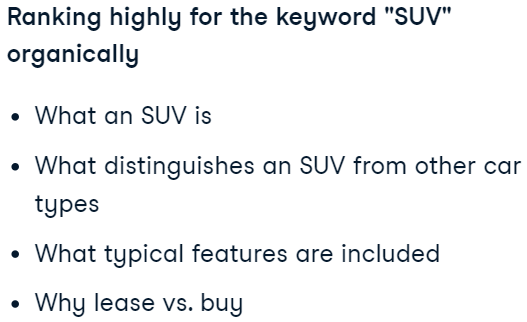 Ranking highly for the keyword "SUV"
organically
• What an SUV is
• What distinguishes an SUV from other car
types
• What typical features are included
• Why lease vs. buy